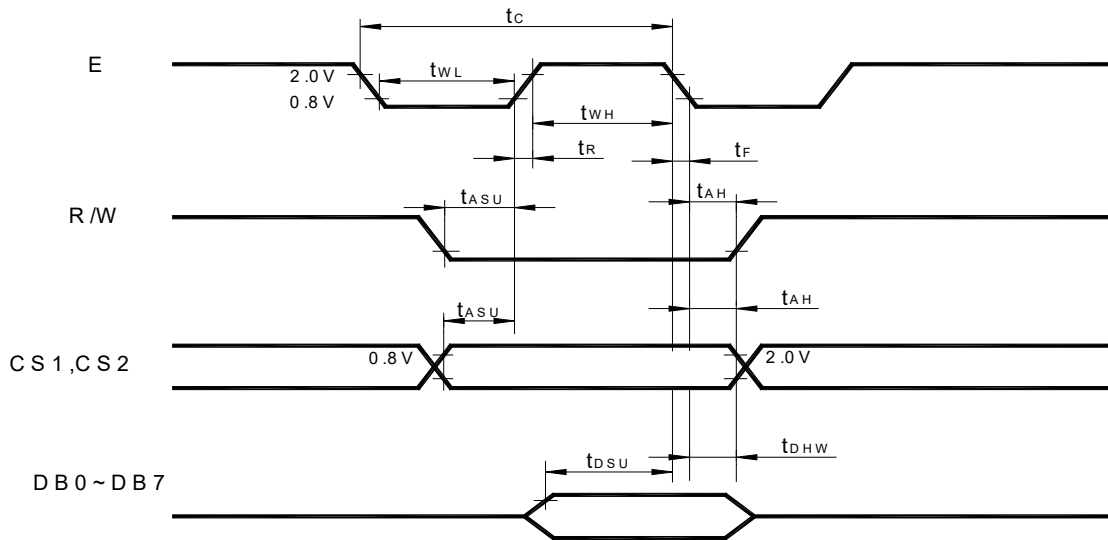 tC
E
2.0V
tWL
0.8V
tWH
tR
tF
tASU
tAH
R/W
tASU
tAH
0.8V
2.0V
CS1,CS2
tDSU
tDHW
DB0~DB7